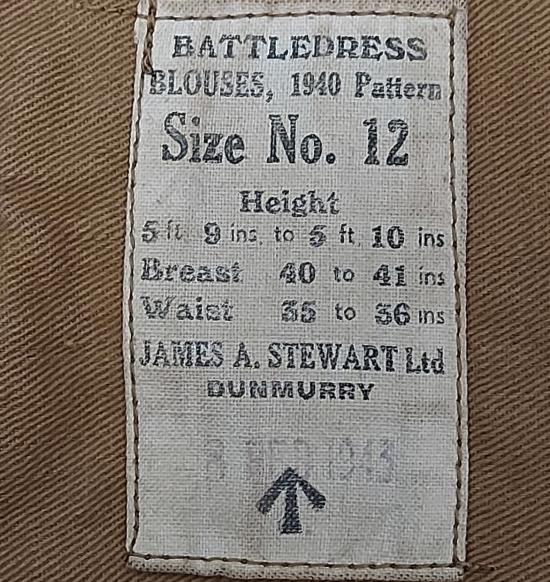 BATTLEDRESS
BLOUSES, 1940 Pattern
Size No. 12
Height
5 ft. 9 ins. to 5 ft. 10 ins
Breast 40 to 41 ins
Waist 35 to 36 ins
JAMES A. STEWART Ltd
DUNMURRY
8 1943